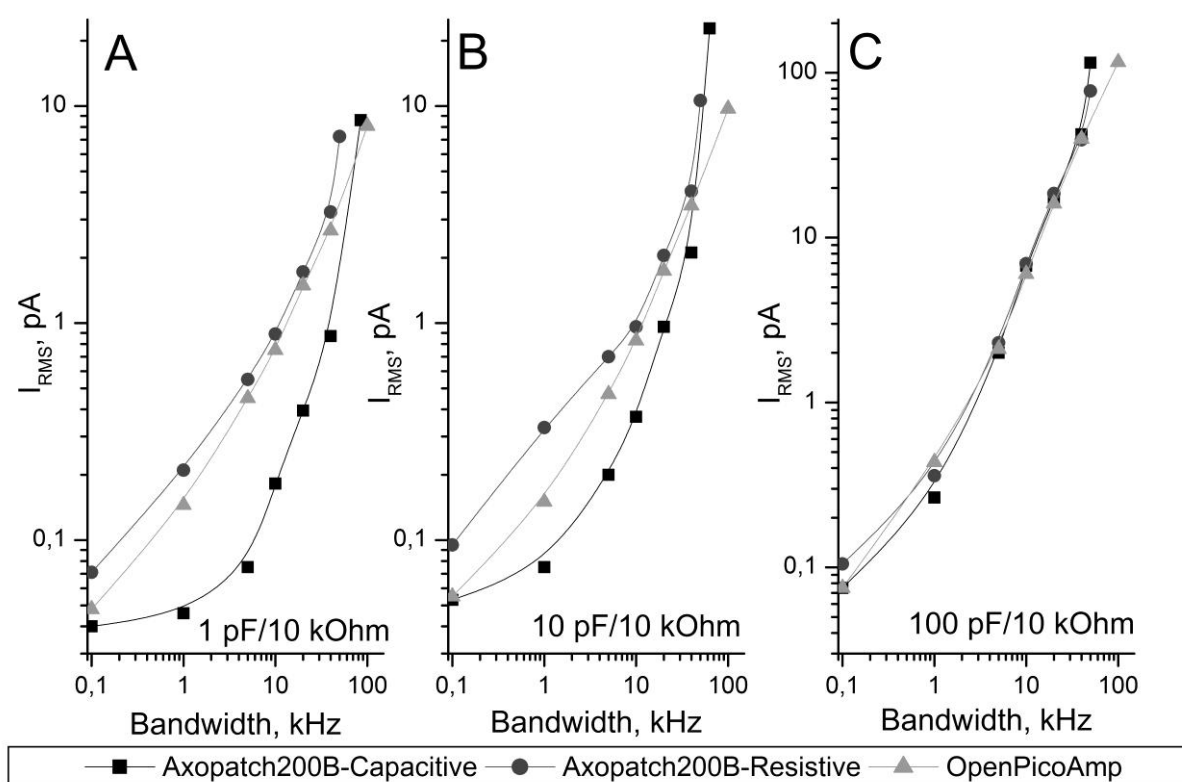 A
B
C
10
1
0,1
I_RMS, pA
10
1
0,1
I_RMS, pA
100
10
1
0,1
I_RMS, pA
1 pF/10 kOhm
10 pF/10 kOhm
100 pF/10 kOhm
0,1 1 10 100
0,1 1 10 100
0,1 1 10 100
Bandwidth, kHz
Bandwidth, kHz
Bandwidth, kHz
Axopatch200B-Capacitive Axopatch200B-Resistive OpenPicoAmp